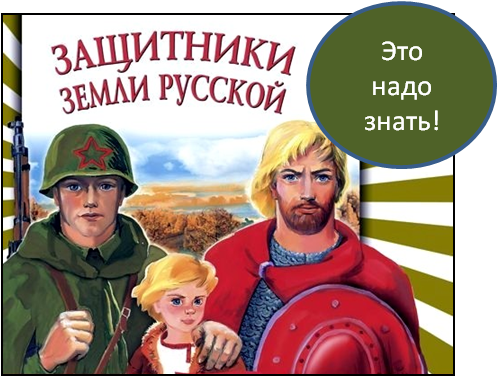 ЗАЩИТНИКИ
ЗЕМЛИ РУССКОЙ
Это
надо
знать!